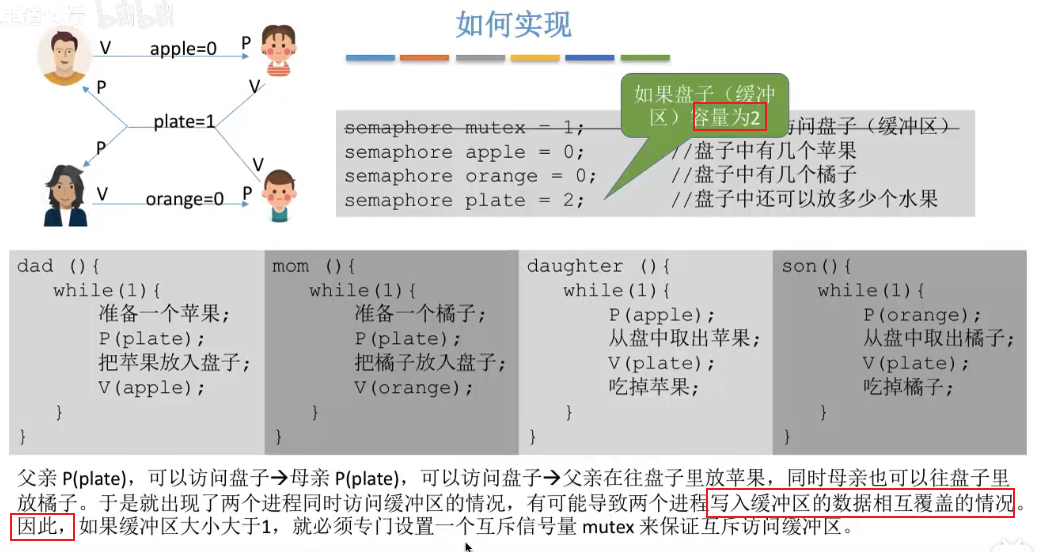 bilibili
如何实现
V apple=0 P
P V
plate=1
P V
V orange=0 P
如果盘子（缓冲
区）容量为2
semaphore mutex = 1; 访问盘子（缓冲区）
semaphore apple = 0; //盘子中有几个苹果
semaphore orange = 0; //盘子中有几个橘子
semaphore plate = 2; //盘子中还可以放多少个水果
dad (){
while(1){
准备一个苹果;
P(plate);
把苹果放入盘子;
V(apple);
}
}
mom (){
while(1){
准备一个橘子;
P(plate);
把橘子放入盘子;
V(orange);
}
}
daughter (){
while(1){
P(apple);
从盘中取出苹果;
V(plate);
吃掉苹果;
}
}
son(){
while(1){
P(orange);
从盘中取出橘子;
V(plate);
吃掉橘子;
}
}
父亲 P(plate)，可以访问盘子→母亲 P(plate)，可以访问盘子→父亲在往盘子里放苹果，同时母亲也可以往盘子里
放橘子。于是就出现了两个进程同时访问缓冲区的情况，有可能导致两个进程写入缓冲区的数据相互覆盖的情况。
因此，如果缓冲区大小大于1，就必须专门设置一个互斥信号量 mutex 来保证互斥访问缓冲区。